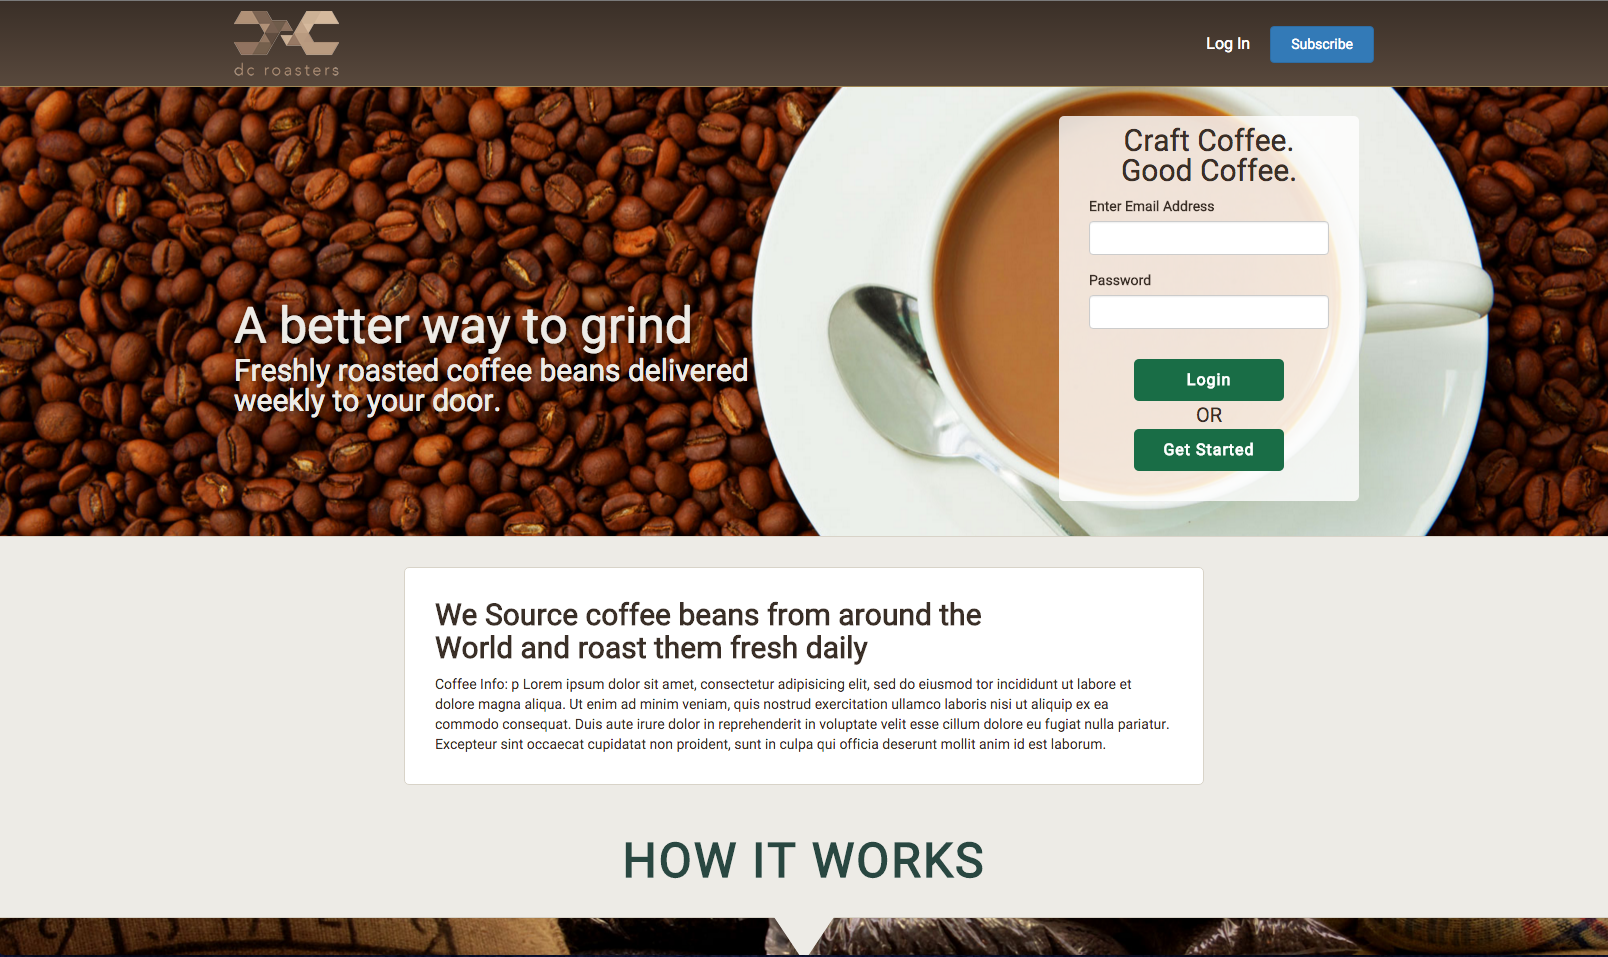 dc roasters
Log In
Subscribe
Craft Coffee.
Good Coffee.
Enter Email Address
Password
Login
OR
Get Started
A better way to grind
Freshly roasted coffee beans delivered
weekly to your door.
We Source coffee beans from around the
World and roast them fresh daily
Coffee Info: p Lorem ipsum dolor sit amet, consectetur adipisicing elit, sed do eiusmod tor incididunt ut labore et
dolore magna aliqua. Ut enim ad minim veniam, quis nostrud exercitation ullamco laboris nisi ut aliquip ex ea
commodo consequat. Duis aute irure dolor in reprehenderit in voluptate velit esse cillum dolore eu fugiat nulla pariatur.
Excepteur sint occaecat cupidatat non proident, sunt in culpa qui officia deserunt mollit anim id est laborum.
HOW IT WORKS